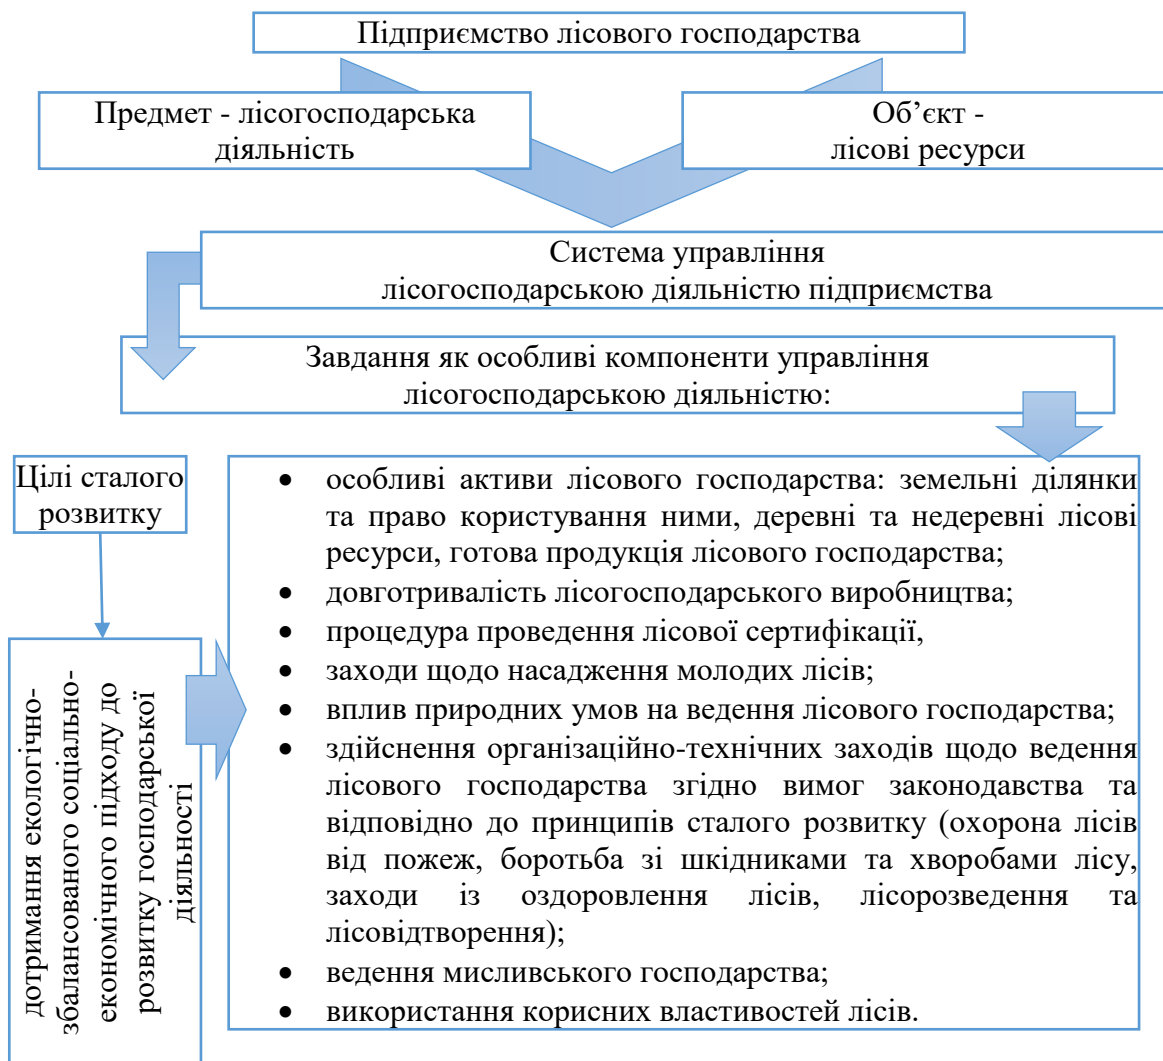 Підприємство лісового господарства
Предмет - лісогосподарська
діяльність
Об’єкт -
лісові ресурси
Система управління
лісогосподарською діяльністю підприємства
Завдання як особливі компоненти управління
лісогосподарською діяльністю:
Цілі сталого
розвитку
дотримання екологічно-
збалансованого соціально-
економічного підходу до
розвитку господарської
діяльності
• особливі активи лісового господарства: земельні ділянки
та право користування ними, деревні та недеревні лісові
ресурси, готова продукція лісового господарства;
• довготривалість лісогосподарського виробництва;
• процедура проведення лісової сертифікації,
• заходи щодо насадження молодих лісів;
• вплив природних умов на ведення лісового господарства;
• здійснення організаційно-технічних заходів щодо ведення
лісового господарства згідно вимог законодавства та
відповідно до принципів сталого розвитку (охорона лісів
від пожеж, боротьба зі шкідниками та хворобами лісу,
заходи із оздоровлення лісів, лісорозведення та
лісовідтворення);
• ведення мисливського господарства;
• використання корисних властивостей лісів.